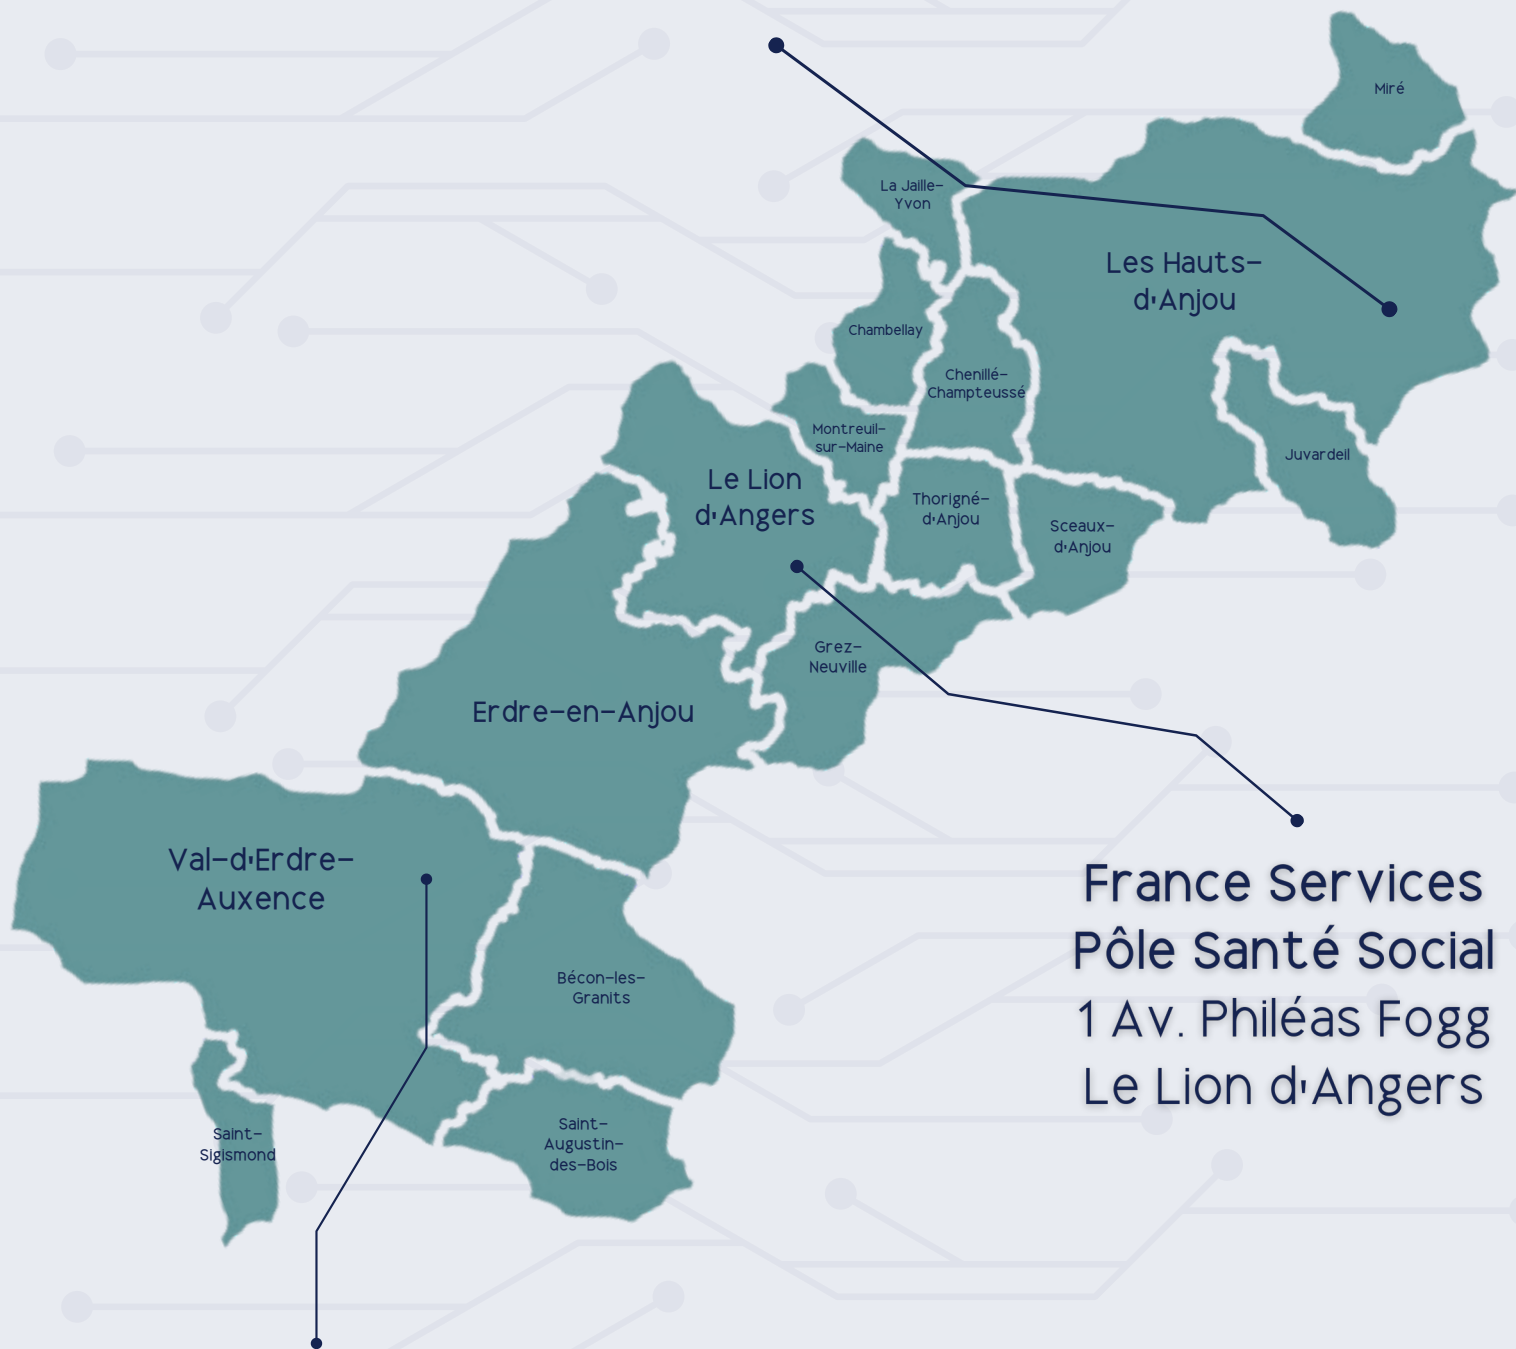 Miré
La Jaille-
Yvon
Les Hauts-
d'Anjou
Chambellay
Chenillé-
Champteussé
Montreuil-
sur-Maine
Juvardeil
Le Lion
d'Angers
Thorigné-
d'Anjou
Sceaux-
d'Anjou
Grez-
Neuville
Erdre-en-Anjou
Val-d'Erdre-
Auxence
Bécon-les-
Granits
Saint-
Augustin-
des-Bois
Saint-
Sigismond
France Services
Pôle Santé Social
1 Av. Philéas Fogg
Le Lion d'Angers